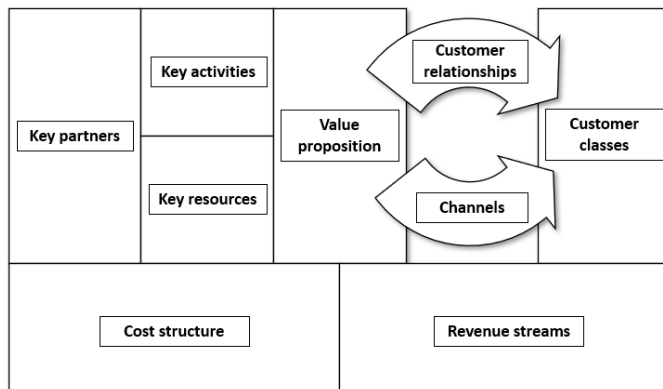 Key partners
Key activities
Key resources
Value
proposition
Customer
relationships
Channels
Customer
classes
Cost structure
Revenue streams